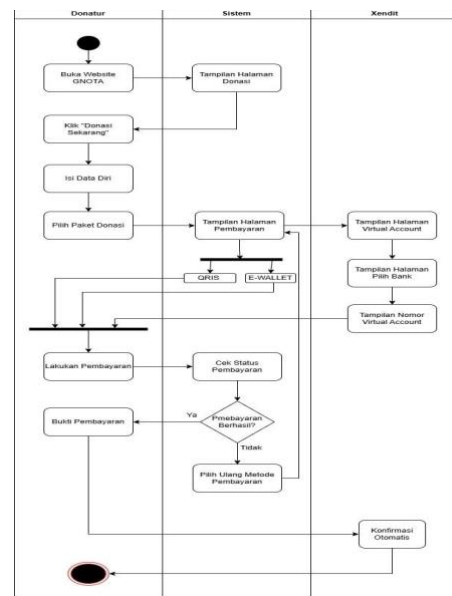 Donatur
Sistem
Xendit
Buka Website
GNOTA
Tampilan Halaman
Donasi
Klik "Donasi
Sekarang"
Isi Data Diri
Pilih Paket Donasi
Tampilan Halaman
Pembayaran
Tampilan Halaman
Virtual Account
QRIS
E-WALLET
Tampilan Halaman
Pilih Bank
Tampilan Nomor
Virtual Account
Lakukan Pembayaran
Cek Status
Pembayaran
Pmebayaran
Berhasil?
Ya
Bukti Pembayaran
Tidak
Pilih Ulang Metode
Pembayaran
Konfirmasi
Otomatis